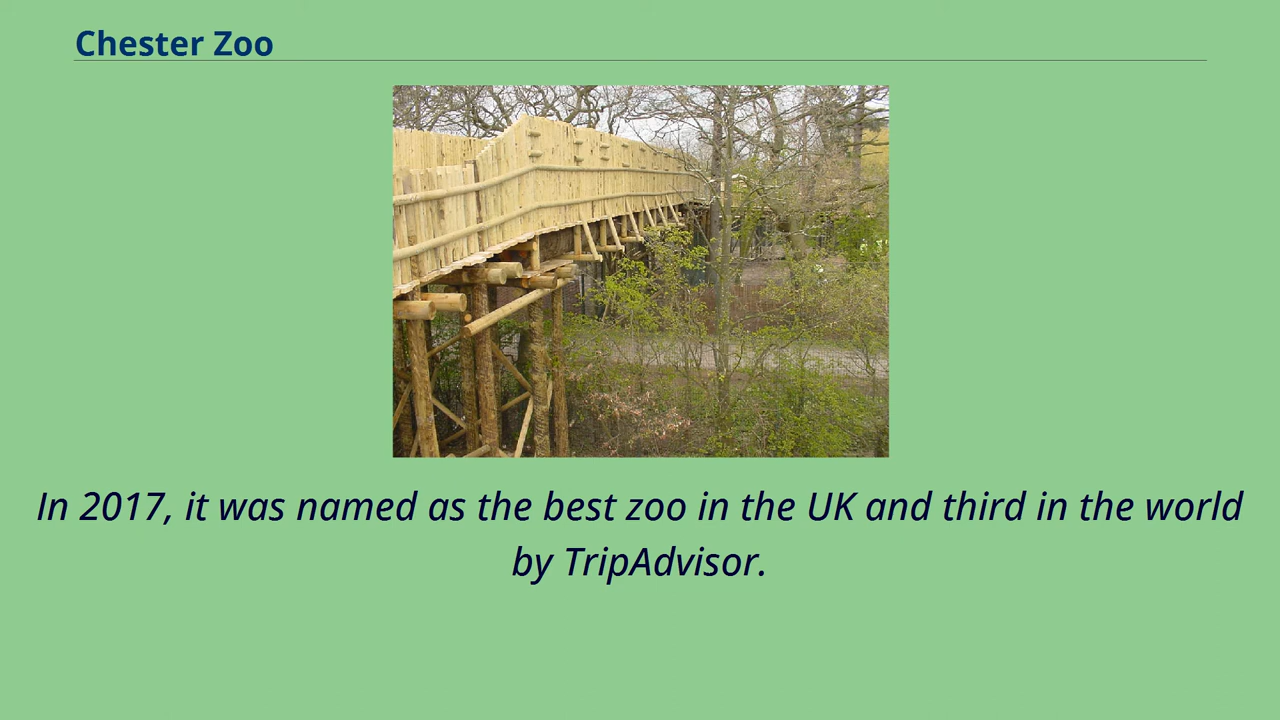 Chester Zoo
In 2017, it was named as the best zoo in the UK and third in the world
by TripAdvisor.